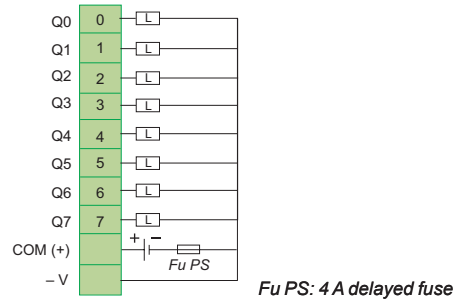 Q0 0 L
Q1 1 L
Q2 2 L
Q3 3 L
Q4 4 L
Q5 5 L
Q6 6 L
Q7 7 L
COM (+) + –
Fu PS
– V
Fu PS: 4 A delayed fuse